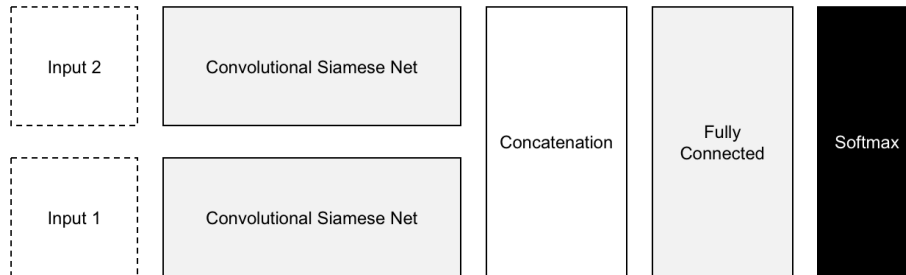 Input 2
Convolutional Siamese Net
Concatenation
Fully
Connected
Softmax
Input 1
Convolutional Siamese Net